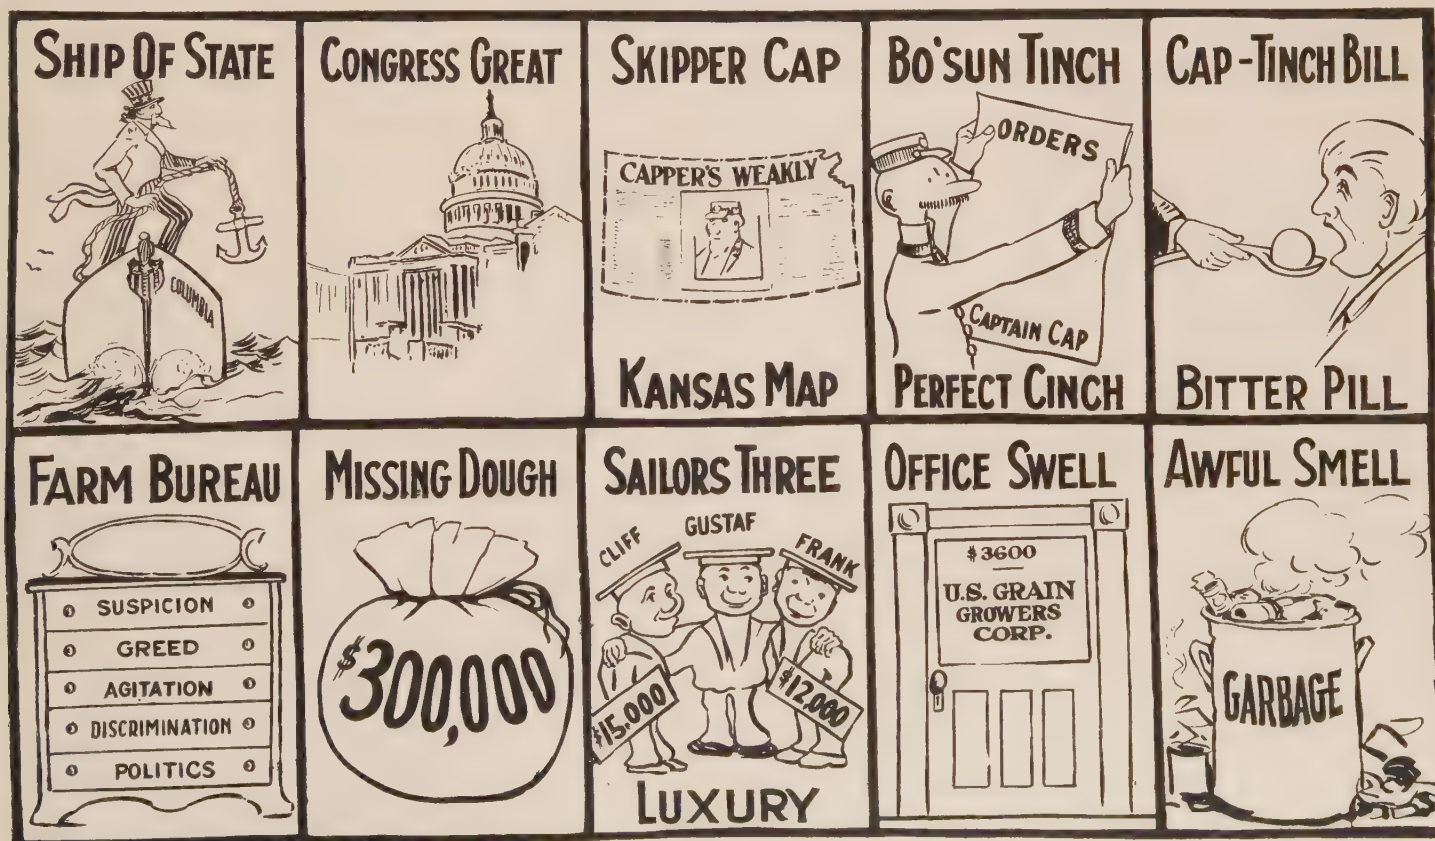 SHIP OF STATE
COLUMBIA
CONGRESS GREAT
SKIPPER CAP
CAPPER'S WEAKLY
KANSAS MAP
BO'SUN TINCH
ORDERS
CAPTAIN CAP
PERFECT CINCH
CAP-TINCH BILL
BITTER PILL
FARM BUREAU
SUSPICION
GREED
AGITATION
DISCRIMINATION
POLITICS
MISSING DOUGH
$300,000
SAILORS THREE
CLIFF
GUSTAF
FRANK
$15,000
$12,000
LUXURY
OFFICE SWELL
$3600
U.S. GRAIN
GROWERS
CORP.
AWFUL SMELL
GARBAGE